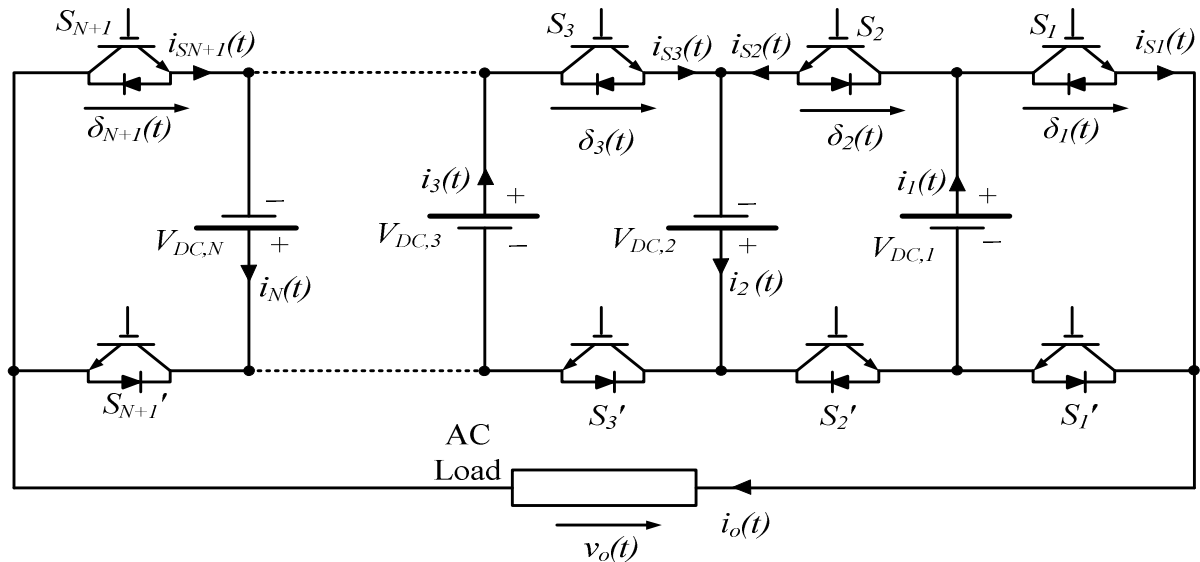 S_{N+1}
i_{SN+1}(t)
S_3
i_{S3}(t)
i_{S2}(t)
S_2
S_1
i_{S1}(t)
δ_{N+1}(t)
δ_3(t)
δ_2(t)
δ_1(t)
i_3(t)
i_1(t)
− + − +
V_{DC,N}
V_{DC,3}
V_{DC,2}
V_{DC,1}
+ − + −
i_N(t)
i_2(t)
S_{N+1}'
S_3'
S_2'
S_1'
AC
Load
i_o(t)
v_o(t)